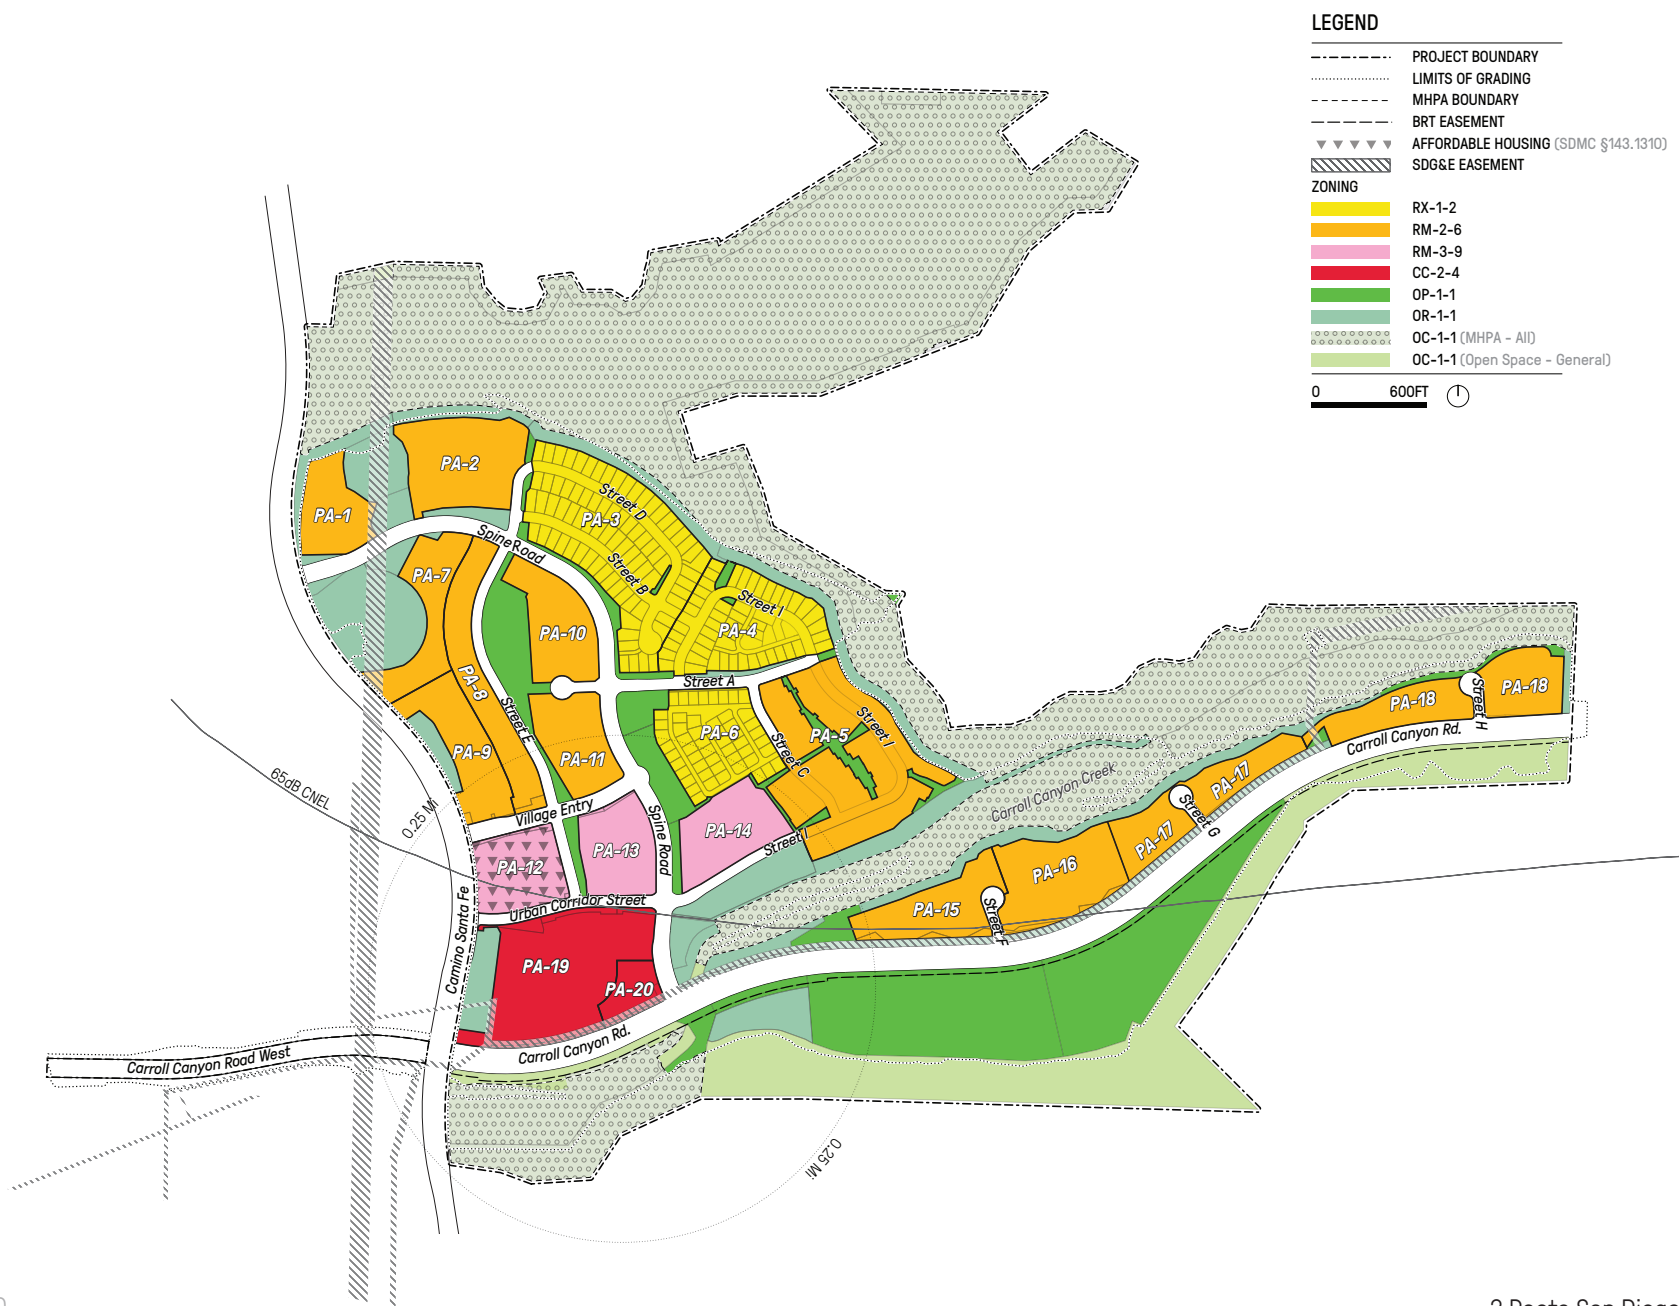 LEGEND
PROJECT BOUNDARY
LIMITS OF GRADING
MHPA BOUNDARY
BRT EASEMENT
AFFORDABLE HOUSING (SDMC §143.1310)
SDG&E EASEMENT
ZONING
RX-1-2
RM-2-6
RM-3-9
CC-2-4
OP-1-1
OR-1-1
OC-1-1 (MHPA - All)
OC-1-1 (Open Space - General)
0 600FT
PA-2
PA-1
Street D
PA-3
Spine Road
PA-7
Street B
Street I
PA-4
PA-10
Street A
PA-8
Street E
PA-6
PA-5
Street I
Street C
PA-9
PA-11
PA-18
PA-18
Street H
Carroll Canyon Rd.
65dB CNEL
0.25 Mi
Village Entry
Carroll Canyon Creek
PA-17
Street G
PA-17
Spine Road
PA-14
Street I
PA-13
PA-12
PA-16
Urban Corridor Street
PA-15
Street F
Camino Santa Fe
PA-19
PA-20
Carroll Canyon Rd.
Carroll Canyon Road West
0.25 Mi